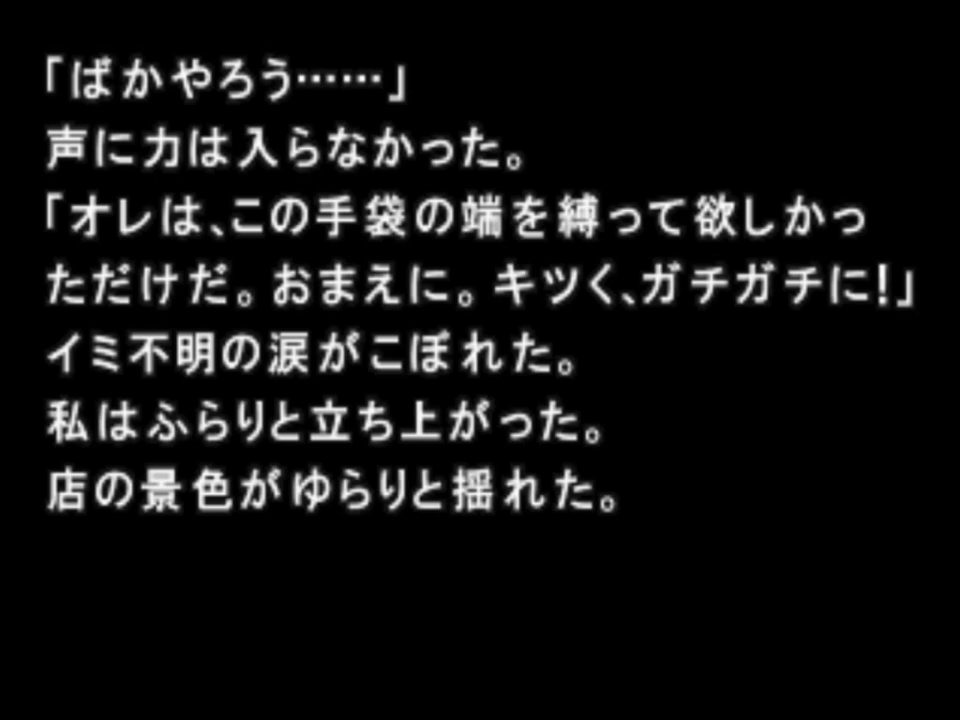 「ばかやろう……」
声に力は入らなかった。
「オレは、この手袋の端を縛って欲しかっ
ただけだ。おまえに。キツく、ガチガチに！」
イミ不明の涙がこぼれた。
私はふらりと立ち上がった。
店の景色がゆらりと揺れた。